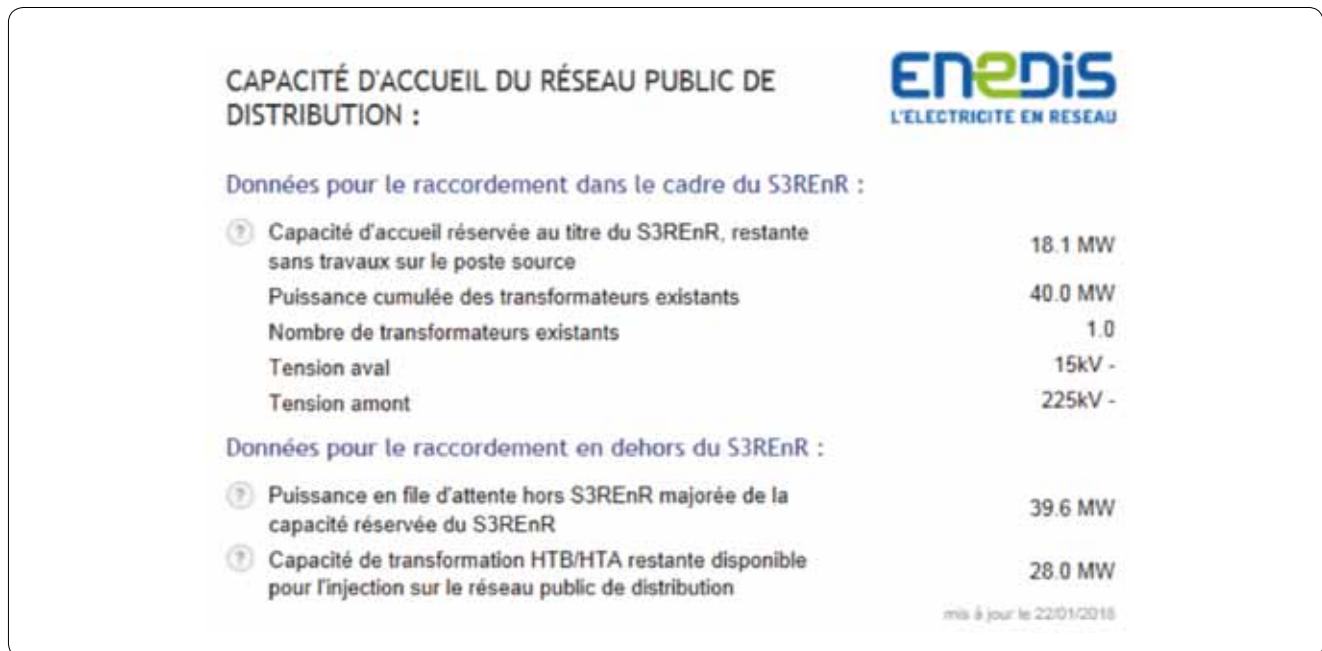 CAPACITÉ D'ACCUEIL DU RÉSEAU PUBLIC DE
DISTRIBUTION :
ENEDIS
L'ELECTRICITE EN RESEAU
Données pour le raccordement dans le cadre du S3REnR :
? Capacité d'accueil réservée au titre du S3REnR, restante
sans travaux sur le poste source
18.1 MW
Puissance cumulée des transformateurs existants 40.0 MW
Nombre de transformateurs existants 1.0
Tension aval 15kV -
Tension amont 225kV -
Données pour le raccordement en dehors du S3REnR :
? Puissance en file d'attente hors S3REnR majorée de la
capacité réservée du S3REnR
39.6 MW
? Capacité de transformation HTB/HTA restante disponible
pour l'injection sur le réseau public de distribution
28.0 MW
mis à jour le 22/01/2018